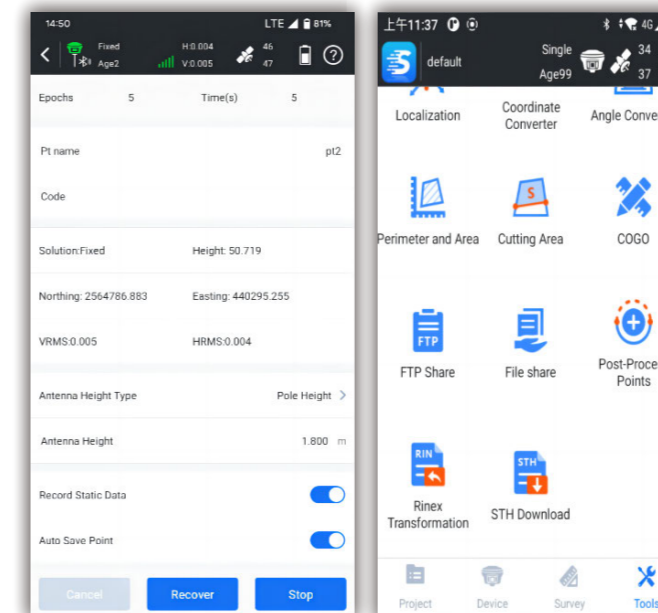 14:50
LTE 81%
Fixed
H:0.004
46
Age2
V:0.005
47
Epochs 5 Time(s) 5
Pt name pt2
Code
Solution:Fixed Height: 50.719
Northing: 2564786.883 Easting: 440295.255
VRMS:0.005 HRMS:0.004
Antenna Height Type Pole Height >
Antenna Height 1.800 m
Record Static Data
Auto Save Point
Cancel Recover Stop
上午11:37
4G
default
Single
34
Age99
37
Localization
Coordinate
Converter
Angle Conve
Perimeter and Area
S
Cutting Area
COGO
FTP
FTP Share
File share
Post-Proce
Points
RIN
Rinex
Transformation
STH
STH Download
Project Device Survey Tools